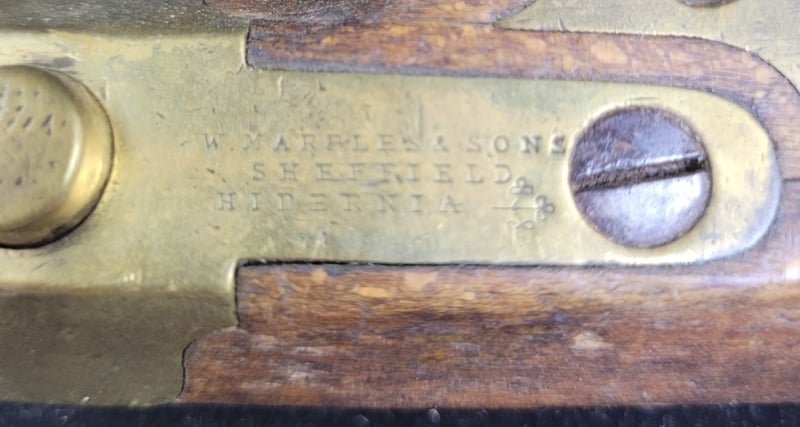 W. MARPLES & SONS
SHEFFIELD
HIBERNIA